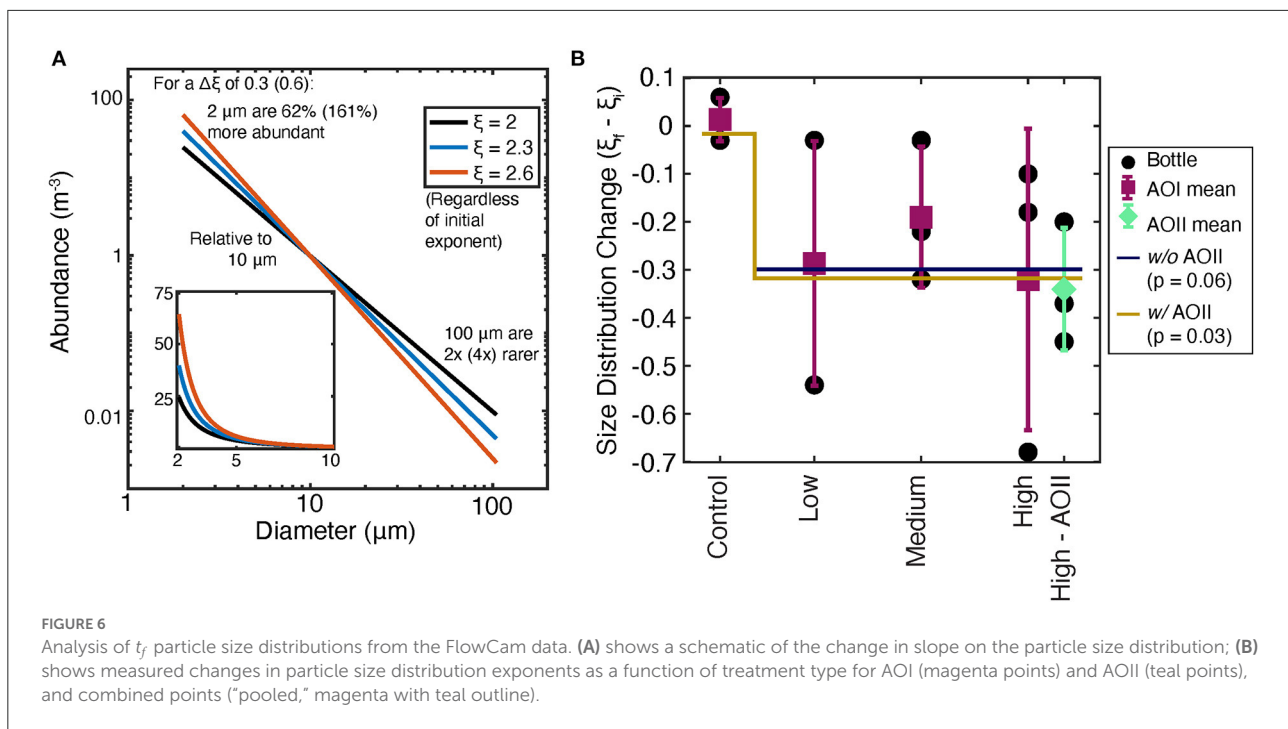 A
For a Δξ of 0.3 (0.6):
2 μm are 62% (161%)
more abundant
ξ = 2
ξ = 2.3
ξ = 2.6
(Regardless
of initial
exponent)
Relative to
10 μm
100 μm are
2x (4x) rarer
Abundance (m⁻³)
100
1
0.01
75
50
25
2
5
10
1
10
100
Diameter (μm)
B
Size Distribution Change (ξf - ξi)
0.1
0
-0.1
-0.2
-0.3
-0.4
-0.5
-0.6
-0.7
Control
Low
Medium
High
High - AOII
Bottle
AOI mean
AOII mean
w/o AOII
(p = 0.06)
w/ AOII
(p = 0.03)
FIGURE 6
Analysis of tf particle size distributions from the FlowCam data. (A) shows a schematic of the change in slope on the particle size distribution; (B)
shows measured changes in particle size distribution exponents as a function of treatment type for AOI (magenta points) and AOII (teal points),
and combined points (“pooled,” magenta with teal outline).